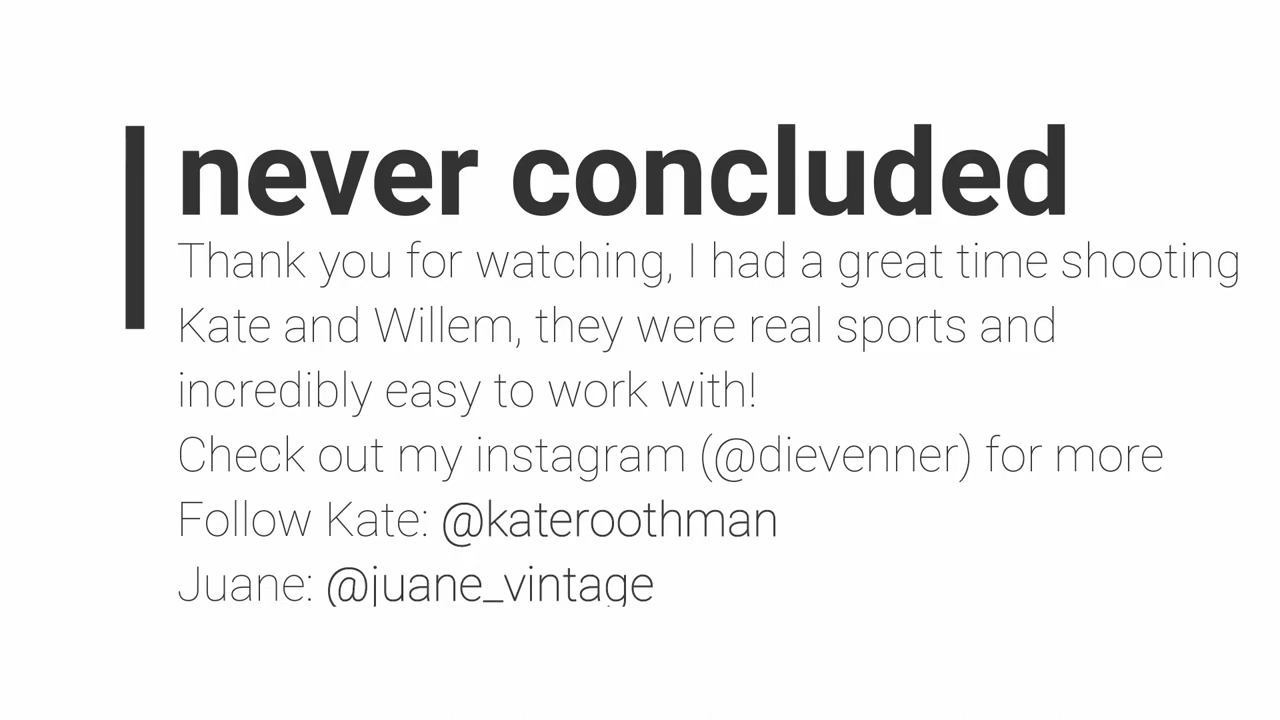 never concluded
Thank you for watching, I had a great time shooting
Kate and Willem, they were real sports and
incredibly easy to work with!
Check out my instagram (@dievenner) for more
Follow Kate: @kateroothman
Juane: @juane_vintage